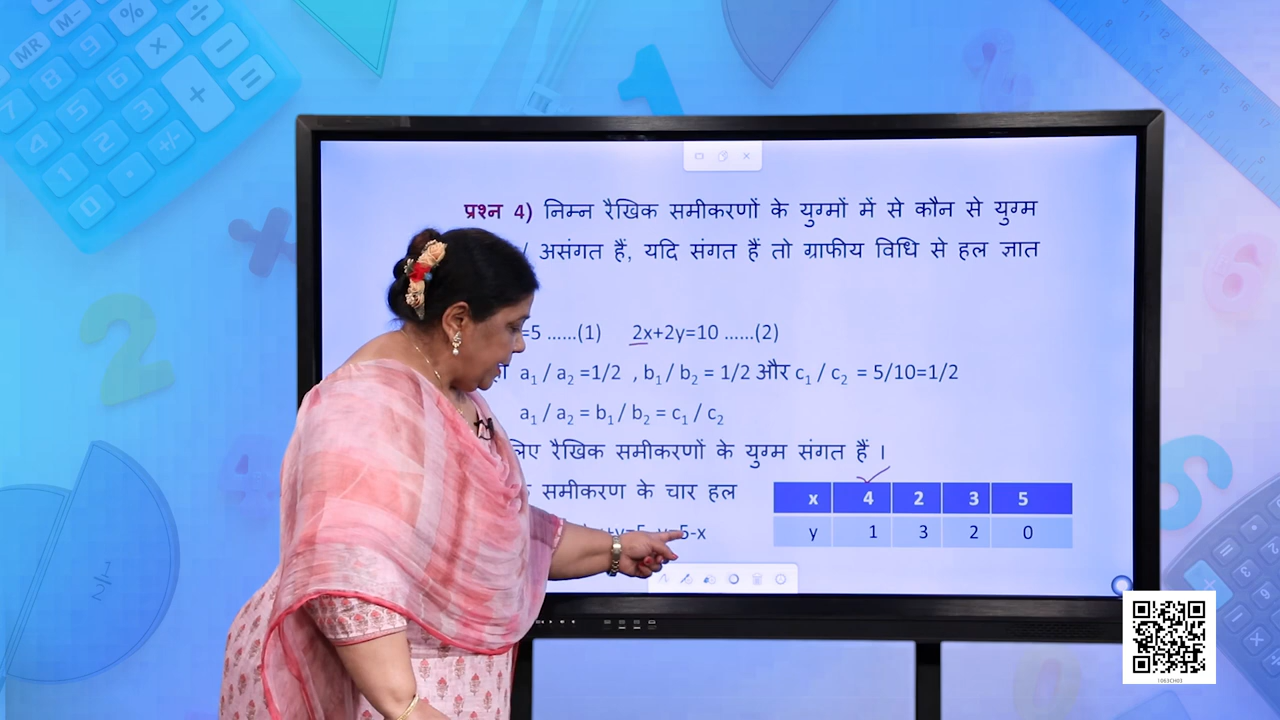 प्रश्न 4) निम्न रैखिक समीकरणों के युग्मों में से कौन से युग्म
/ असंगत हैं, यदि संगत हैं तो ग्राफीय विधि से हल ज्ञात
=5 ......(1) 2x+2y=10 ......(2)
a₁ / a₂ =1/2 , b₁ / b₂ = 1/2 और c₁ / c₂ = 5/10=1/2
a₁ / a₂ = b₁ / b₂ = c₁ / c₂
रैखिक समीकरणों के युग्म संगत हैं ।
समीकरण के चार हल
x 4 2 3 5
5-x
y 1 3 2 0
1063CH03